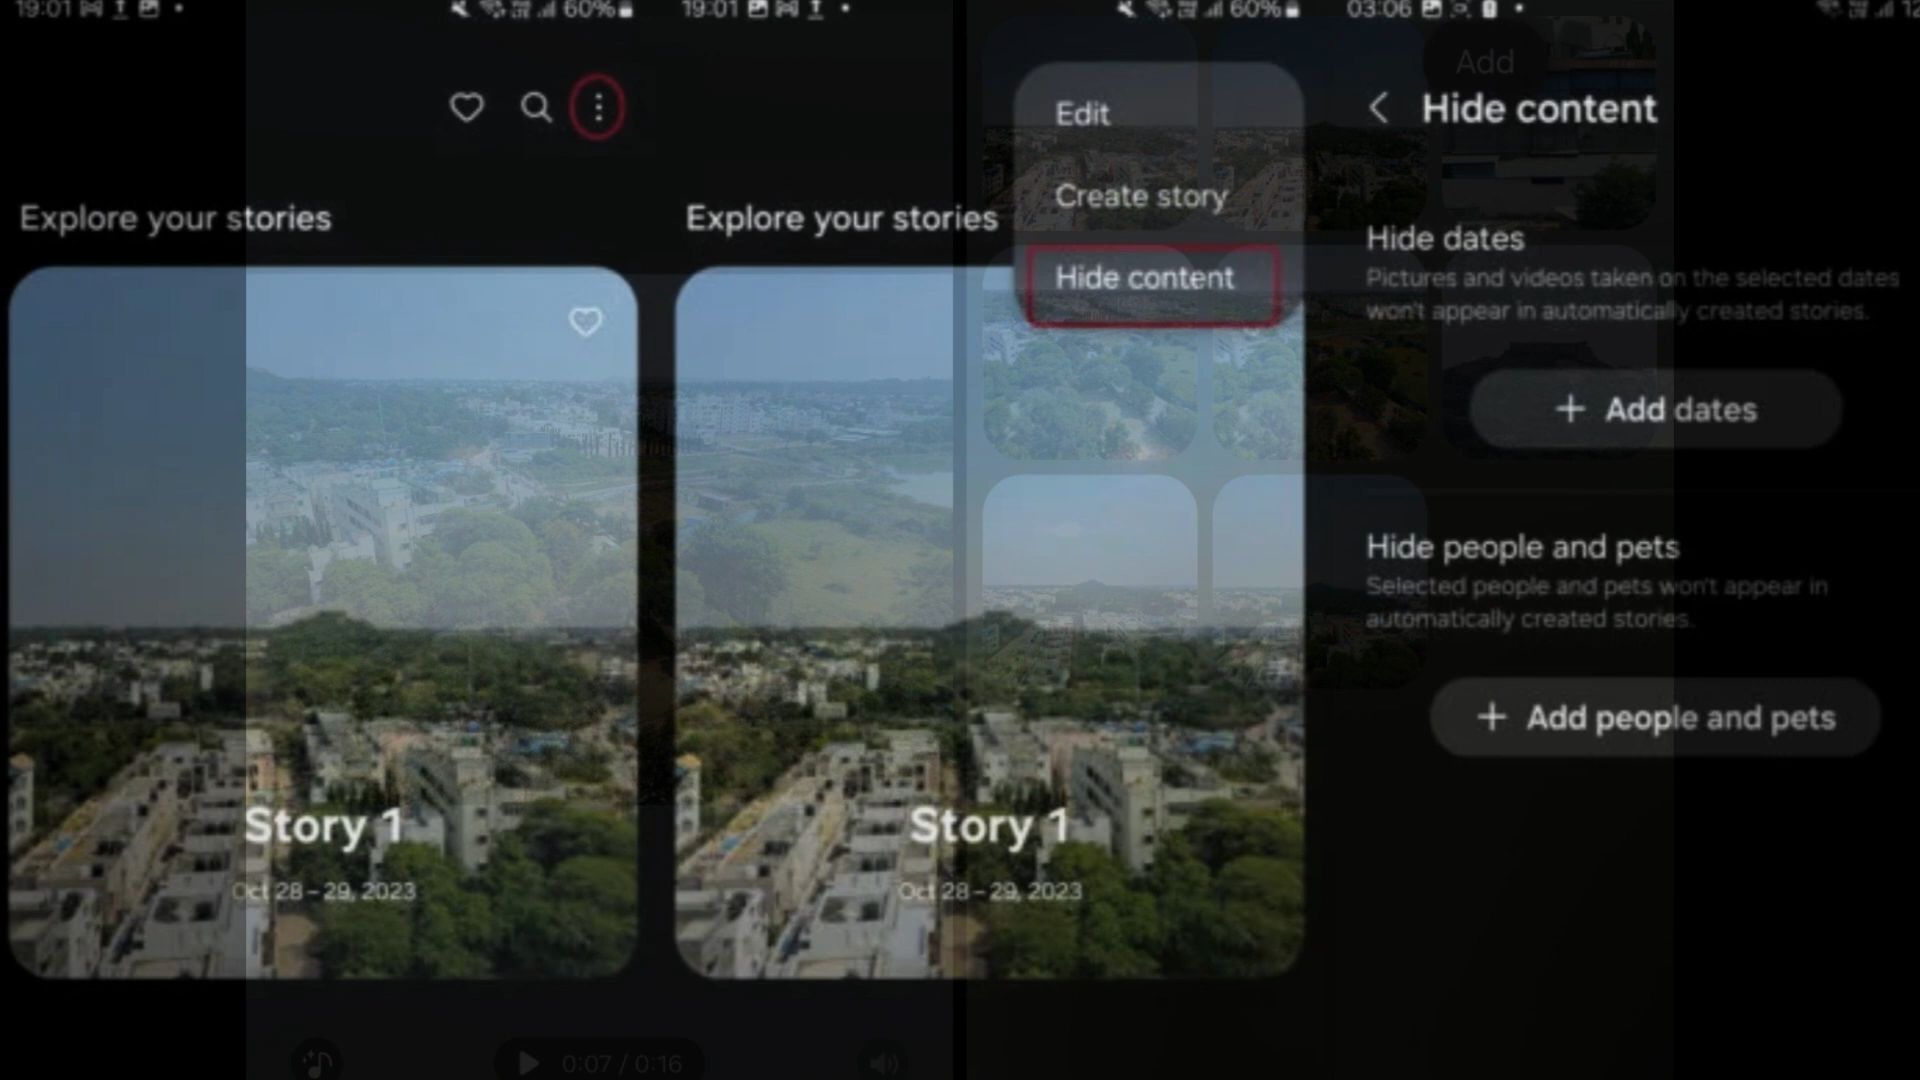 19:01
60%
Explore your stories
Story 1
Oct 28 – 29, 2023
0:07 / 0:16
19:01
60%
Explore your stories
Edit
Create story
Hide content
Story 1
Oct 28 – 29, 2023
03:06
12
Add
Hide content
Hide dates
Pictures and videos taken on the selected dates
won't appear in automatically created stories.
+ Add dates
Hide people and pets
Selected people and pets won't appear in
automatically created stories.
+ Add people and pets